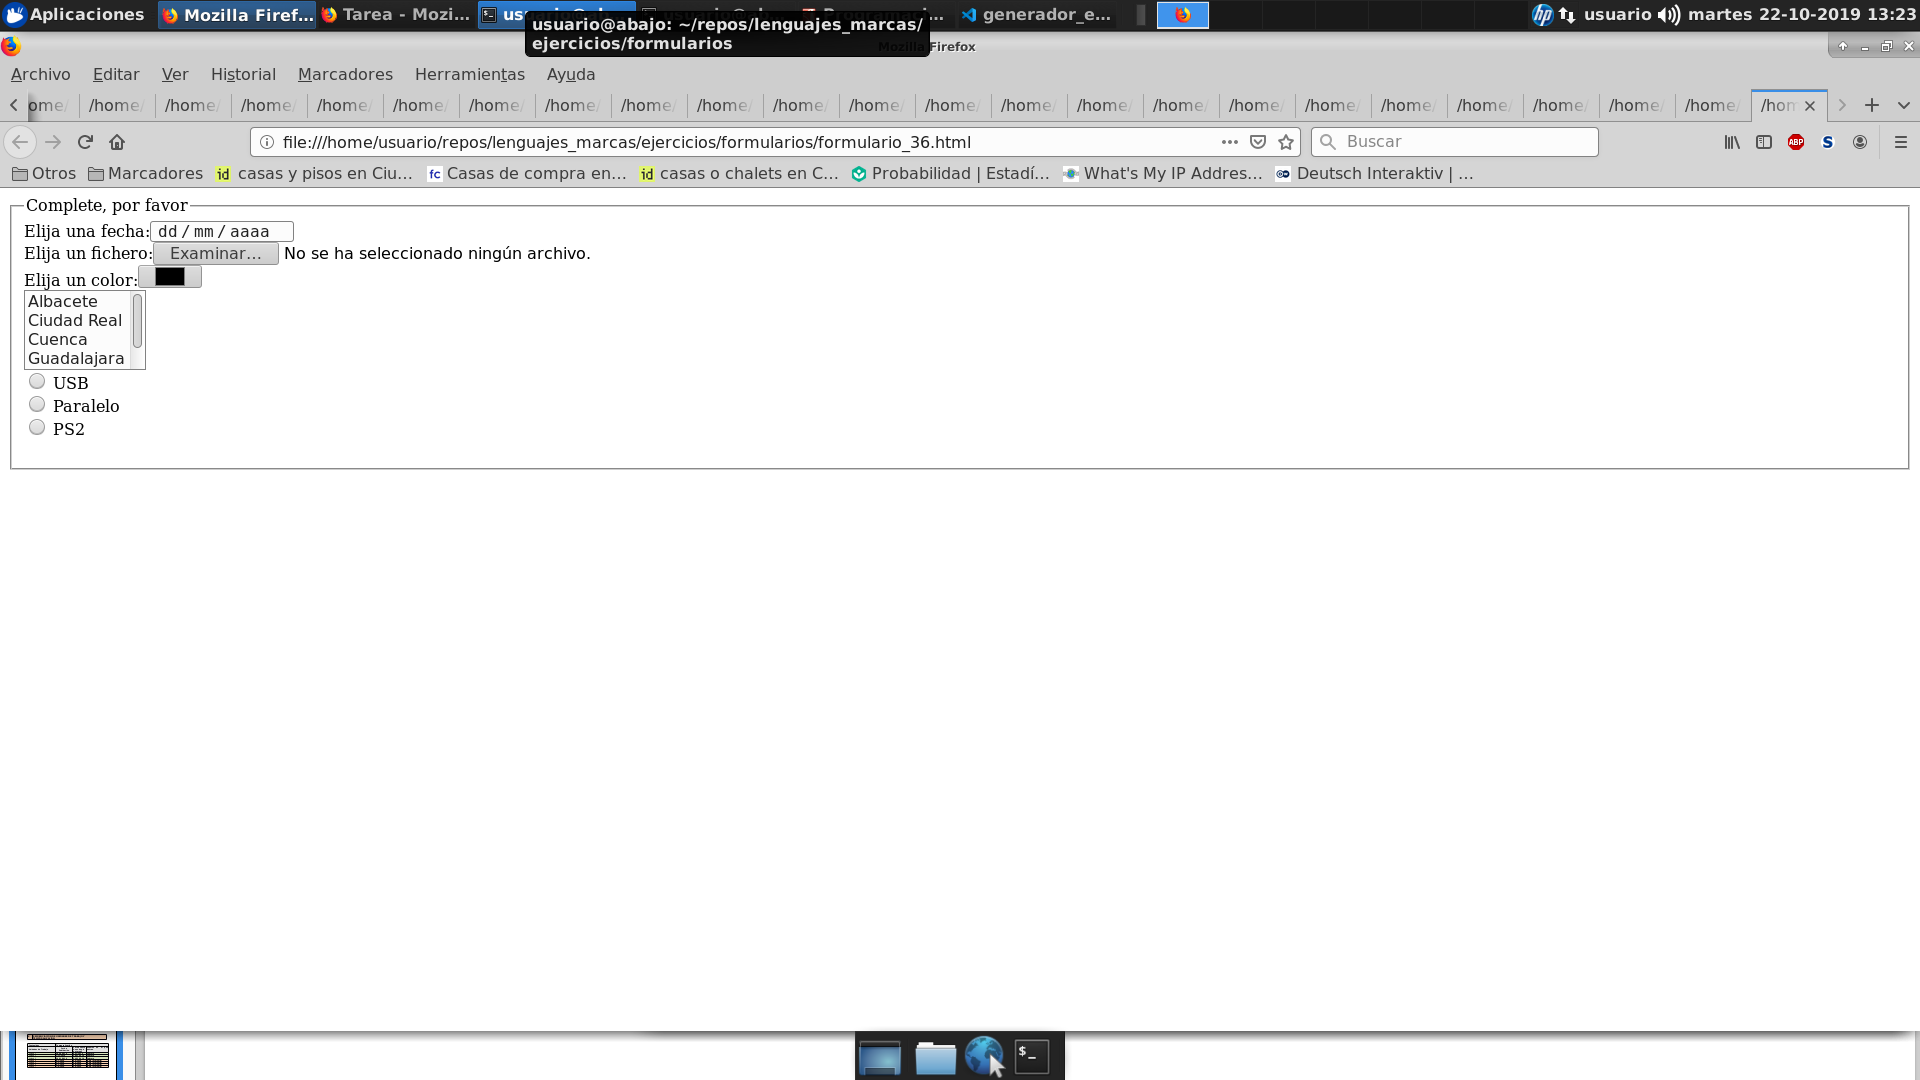 Aplicaciones
Mozilla Firef...
Tarea - Mozi...
generador_e...
usuario
martes 22-10-2019 13:23
usuario@abajo: ~/repos/lenguajes_marcas/
ejercicios/formularios
Firefox
Archivo Editar Ver Historial Marcadores Herramientas Ayuda
ome/ /home/ /home/ /home/ /home/ /home/ /home/ /home/ /home/ /home/ /home/ /home/ /home/ /home/ /home/ /home/ /home/ /home/ /home/ /home/ /home/ /home/ /home/ /hom
file:///home/usuario/repos/lenguajes_marcas/ejercicios/formularios/formulario_36.html
Buscar
ABP
S
Otros
Marcadores
id casas y pisos en Ciu...
fc Casas de compra en...
id casas o chalets en C...
Probabilidad | Estadí...
What's My IP Addres...
Deutsch Interaktiv | ...
Complete, por favor
Elija una fecha: dd / mm / aaaa
Elija un fichero: Examinar... No se ha seleccionado ningún archivo.
Elija un color:
Albacete
Ciudad Real
Cuenca
Guadalajara
USB
Paralelo
PS2
$_